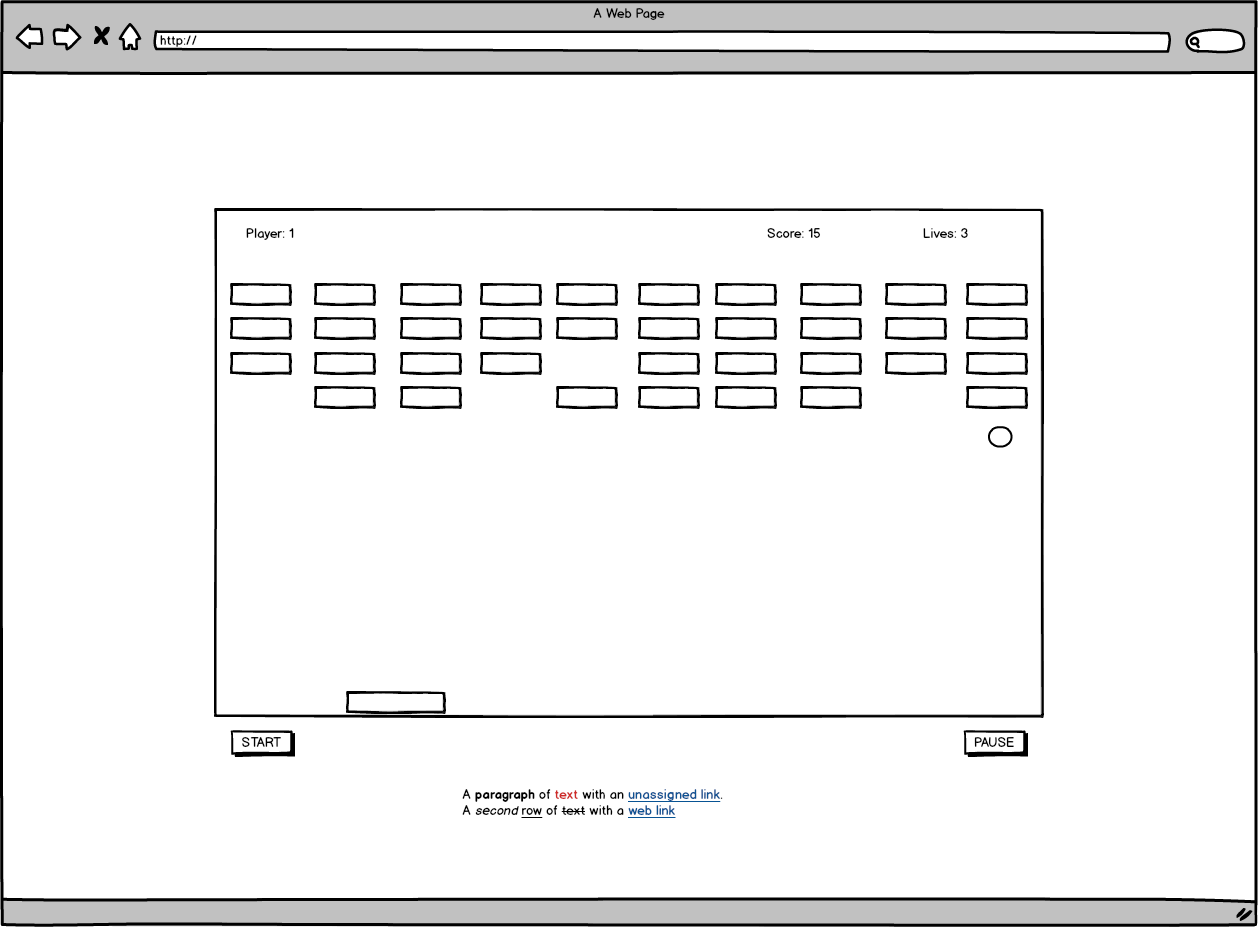 A Web Page
http://
Player: 1 Score: 15 Lives: 3
START PAUSE
A paragraph of text with an unassigned link.
A second row of text with a web link